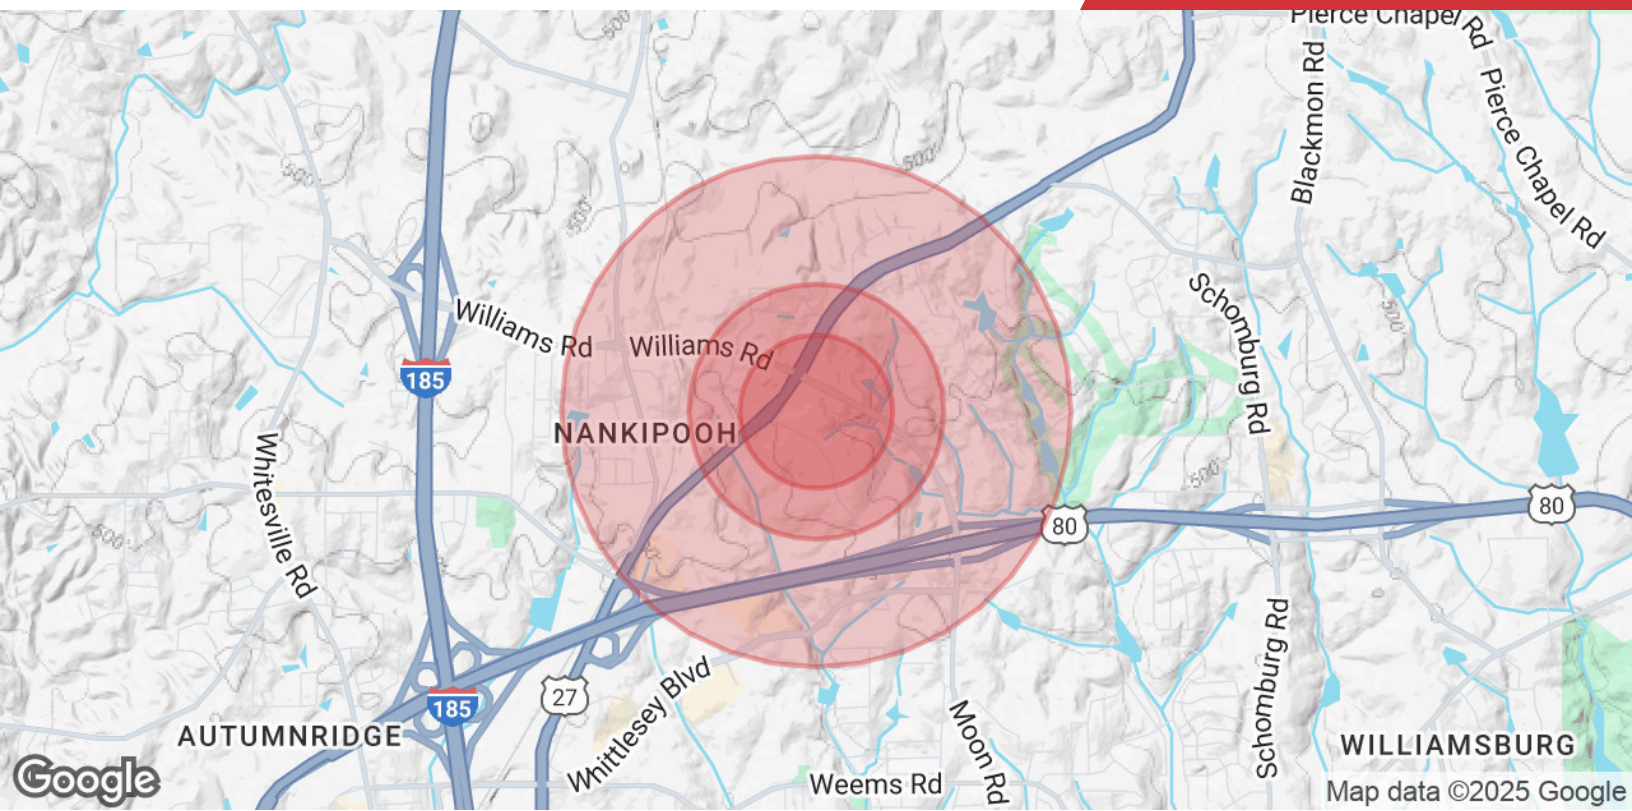 Pierce Chapel Rd
Blackmon Rd
Pierce Chapel Rd
500
500
500
Williams Rd
Williams Rd
Schomburg Rd
500
185
NANKIPOOH
Whitesville Rd
500
500
80
80
27
185
AUTUMNRIDGE
Whittlesey Blvd
Moon Rd
Schomburg Rd
WILLIAMSBURG
Weems Rd
Google
Map data ©2025 Google